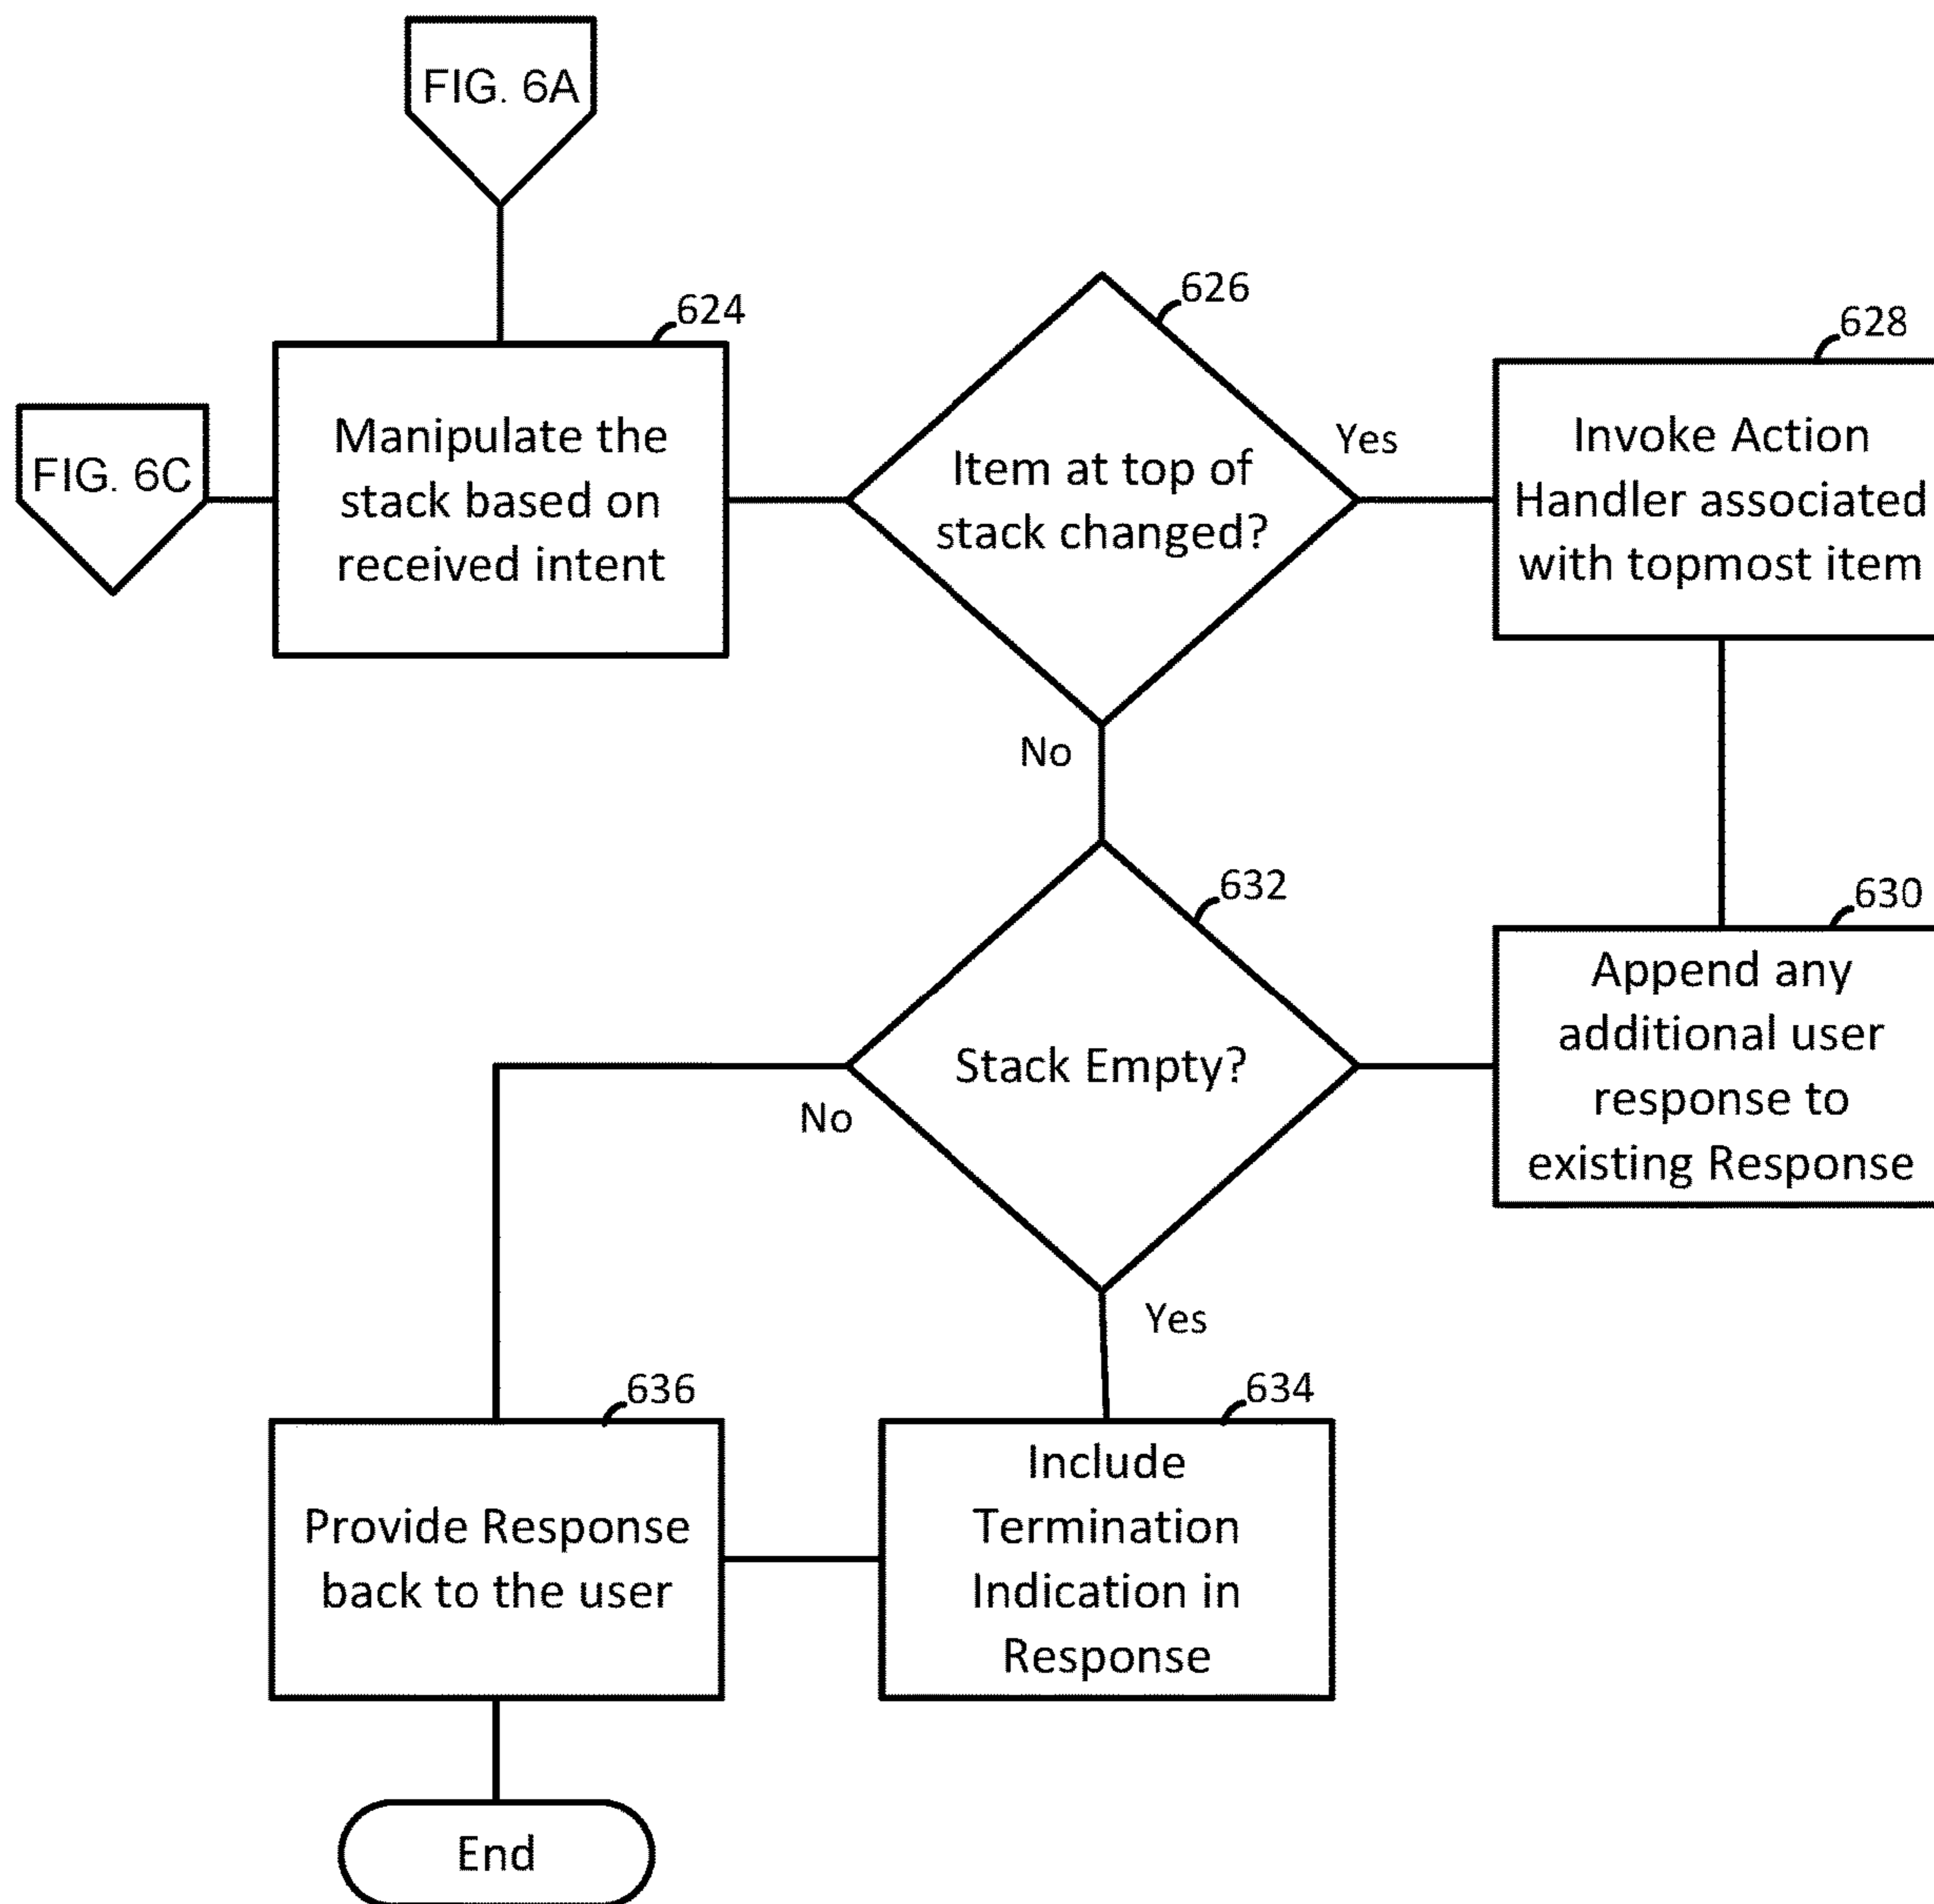 FIG. 6A
624
626
628
FIG. 6C
Manipulate the
stack based on
received intent
Item at top of
stack changed?
Yes
Invoke Action
Handler associated
with topmost item
No
632
630
Stack Empty?
Append any
additional user
response to
existing Response
No
Yes
636
634
Provide Response
back to the user
Include
Termination
Indication in
Response
End